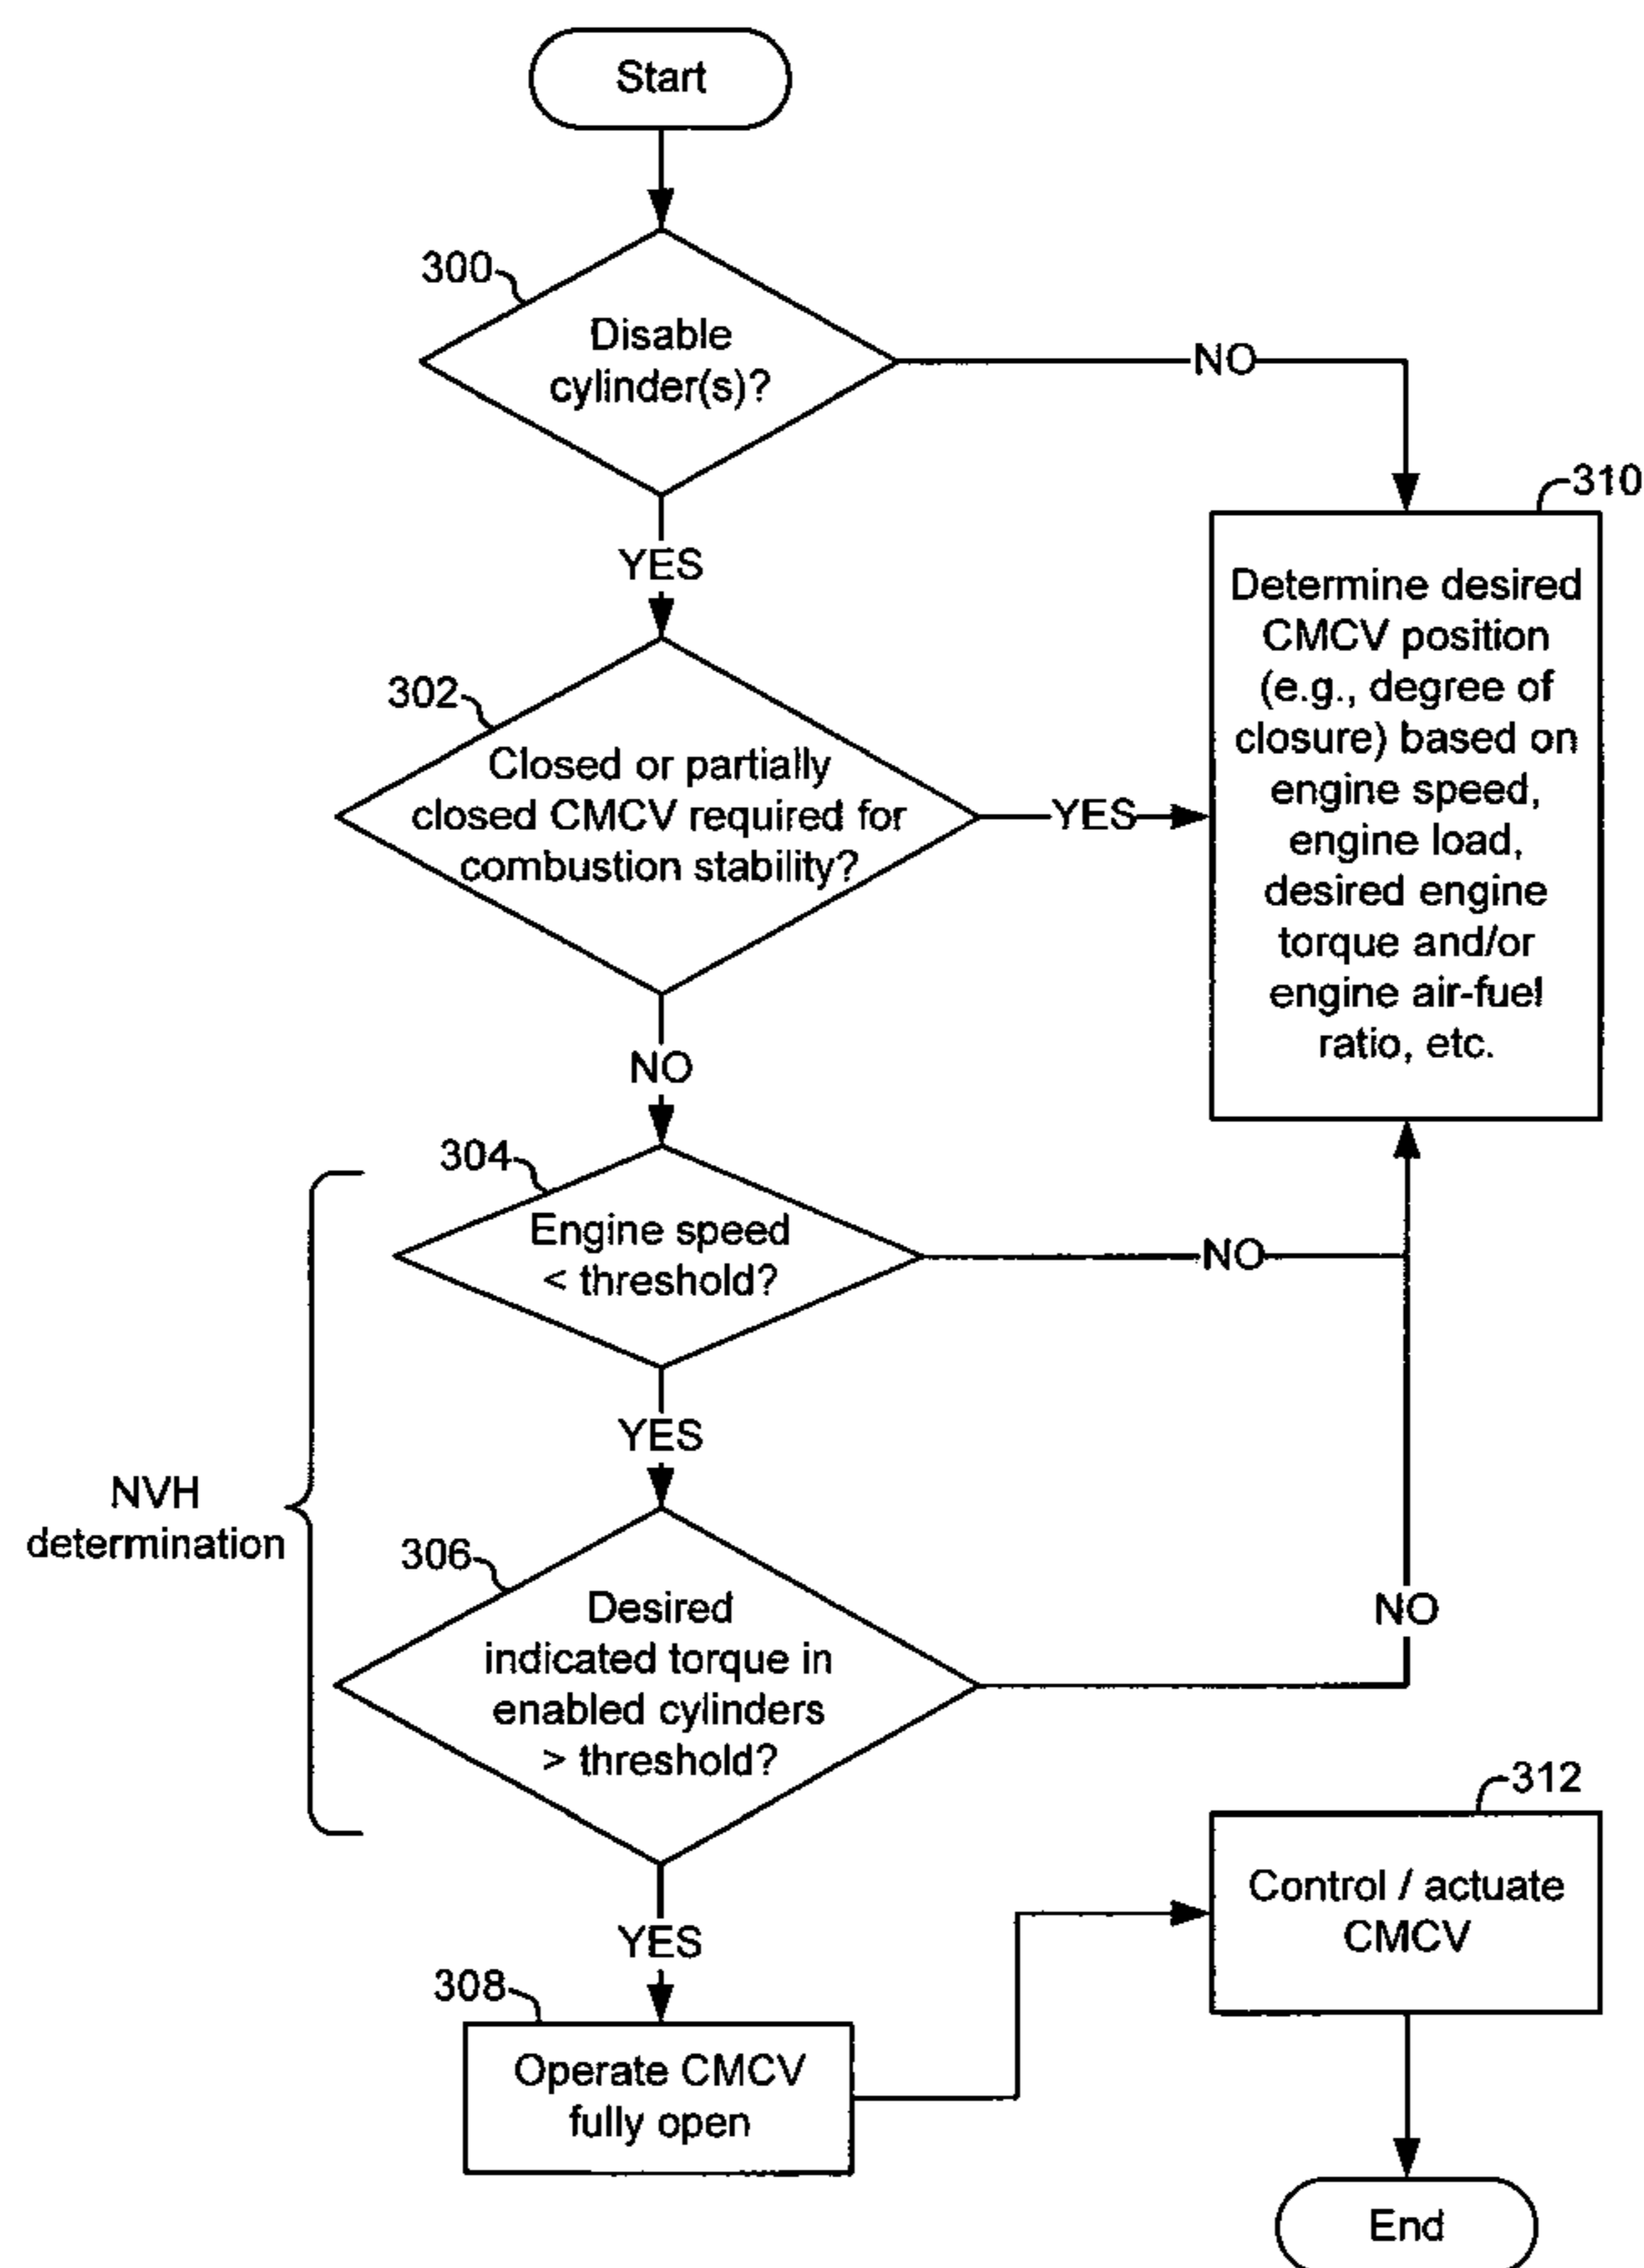 Start
300
Disable
cylinder(s)?
NO
YES
310
Determine desired
CMCV position
(e.g., degree of
closure) based on
engine speed,
engine load,
desired engine
torque and/or
engine air-fuel
ratio, etc.
302
Closed or partially
closed CMCV required for
combustion stability?
YES
NO
304
Engine speed
< threshold?
NO
YES
NVH
determination
306
Desired
indicated torque in
enabled cylinders
> threshold?
NO
YES
308
Operate CMCV
fully open
312
Control / actuate
CMCV
End